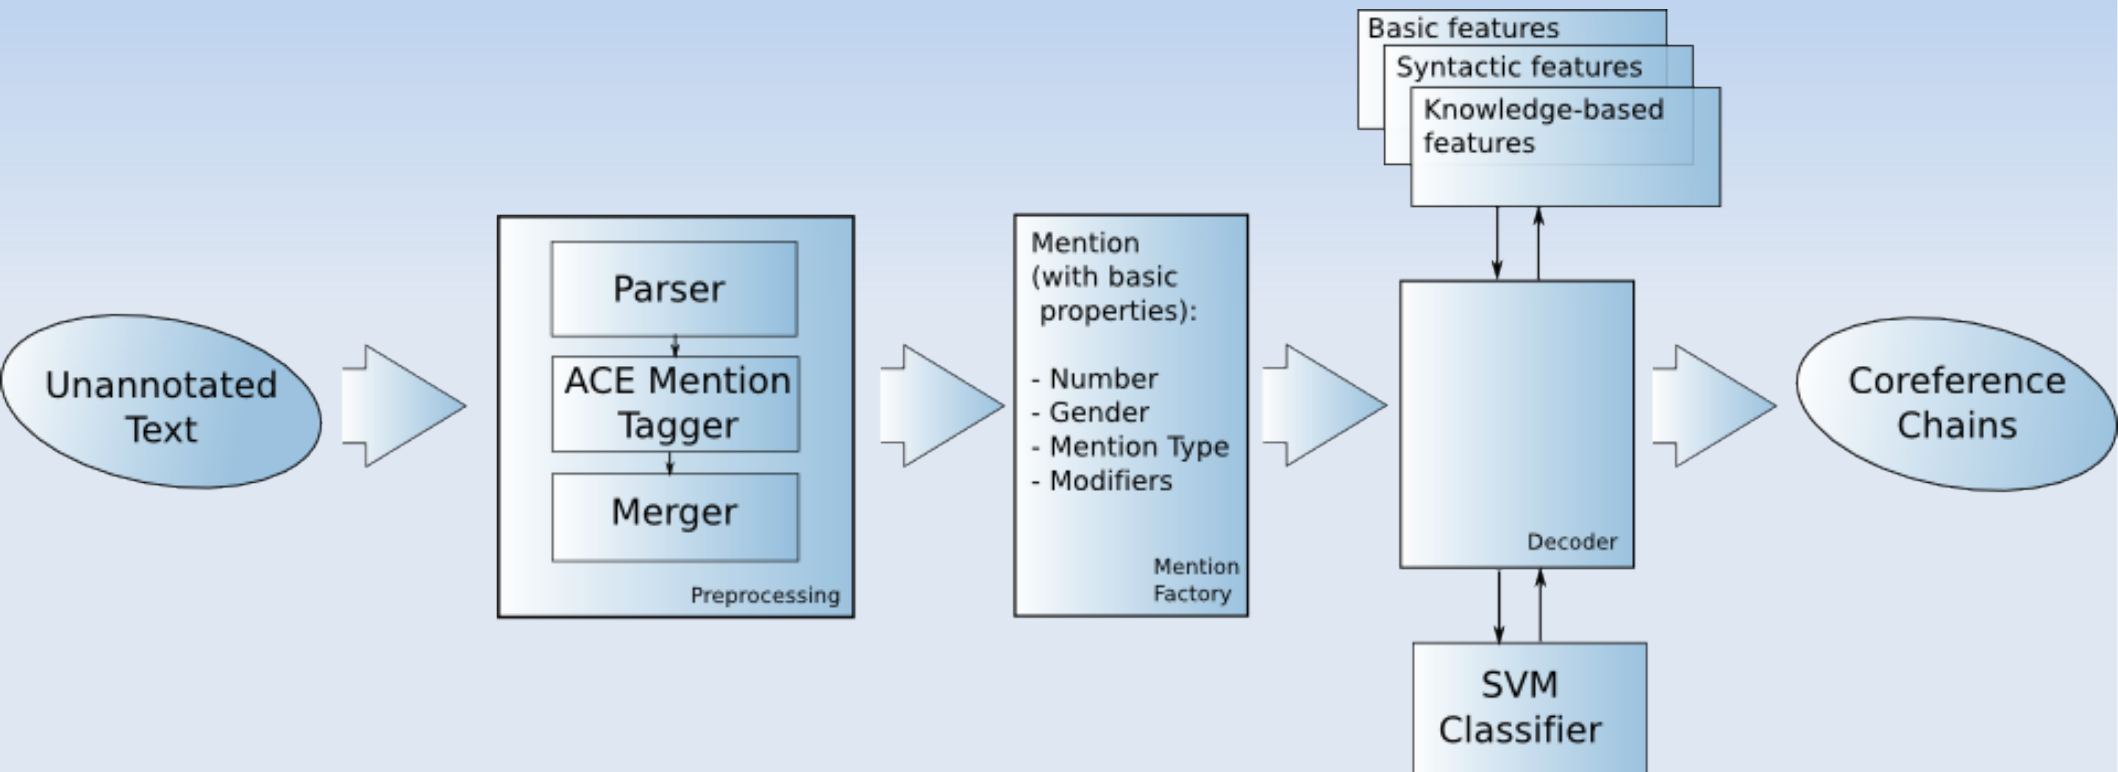 Unannotated
Text
Parser
ACE Mention
Tagger
Merger
Preprocessing
Mention
(with basic
properties):
- Number
- Gender
- Mention Type
- Modifiers
Mention
Factory
Basic features
Syntactic features
Knowledge-based
features
Decoder
SVM
Classifier
Coreference
Chains